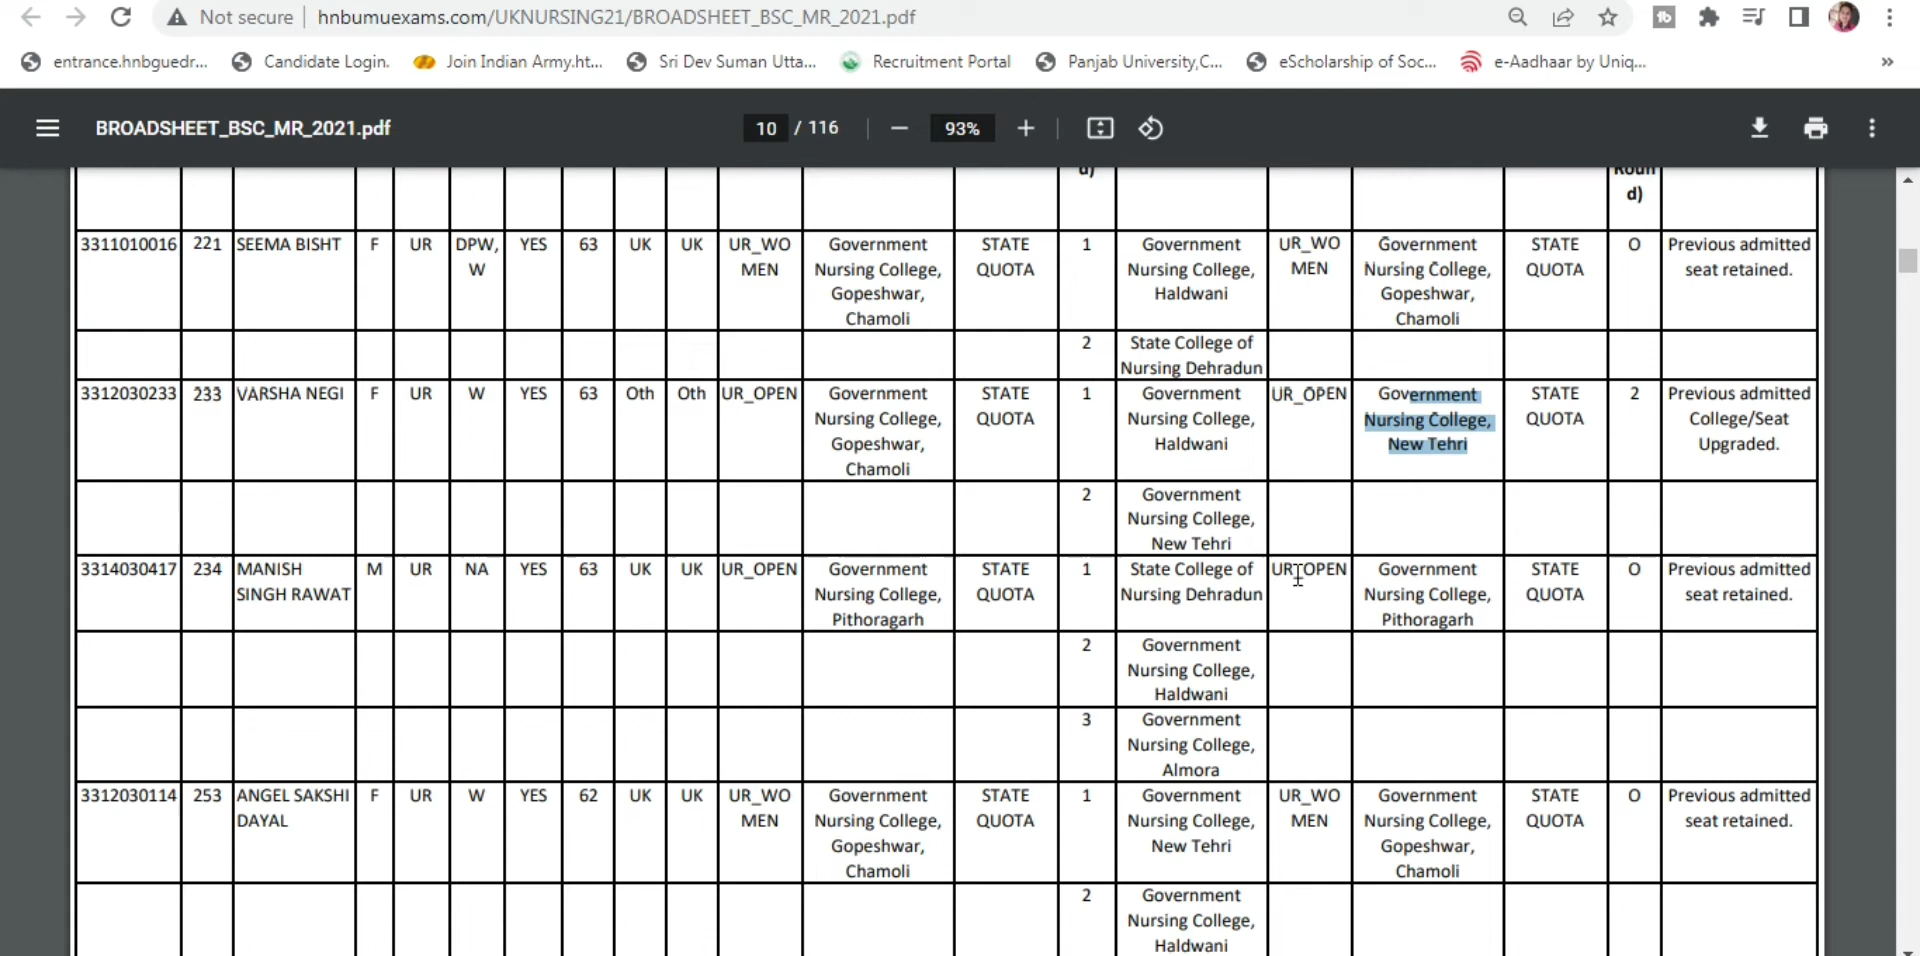 Not secure | hnbumuexams.com/UKNURSING21/BROADSHEET_BSC_MR_2021.pdf
entrance.hnbguedr... Candidate Login. Join Indian Army.ht... Sri Dev Suman Utta... Recruitment Portal Panjab University,C... eScholarship of Soc... e-Aadhaar by Uniq... »
BROADSHEET_BSC_MR_2021.pdf 10 / 116 93%
d) Roun
d)
3311010016 221 SEEMA BISHT F UR DPW, YES 63 UK UK UR_WO Government STATE 1 Government UR_WO Government STATE O Previous admitted
W MEN Nursing College, QUOTA Nursing College, MEN Nursing College, QUOTA seat retained.
Gopeshwar, Haldwani Gopeshwar,
Chamoli Chamoli
2 State College of
Nursing Dehradun
3312030233 233 VARSHA NEGI F UR W YES 63 Oth Oth UR_OPEN Government STATE 1 Government UR_OPEN Government STATE 2 Previous admitted
Nursing College, QUOTA Nursing College, Nursing College, QUOTA College/Seat
Gopeshwar, Haldwani New Tehri Upgraded.
Chamoli
2 Government
Nursing College,
New Tehri
3314030417 234 MANISH M UR NA YES 63 UK UK UR_OPEN Government STATE 1 State College of UR_OPEN Government STATE O Previous admitted
SINGH RAWAT Nursing College, QUOTA Nursing Dehradun Nursing College, QUOTA seat retained.
Pithoragarh Pithoragarh
2 Government
Nursing College,
Haldwani
3 Government
Nursing College,
Almora
3312030114 253 ANGEL SAKSHI F UR W YES 62 UK UK UR_WO Government STATE 1 Government UR_WO Government STATE O Previous admitted
DAYAL MEN Nursing College, QUOTA Nursing College, MEN Nursing College, QUOTA seat retained.
Gopeshwar, New Tehri Gopeshwar,
Chamoli Chamoli
2 Government
Nursing College,
Haldwani